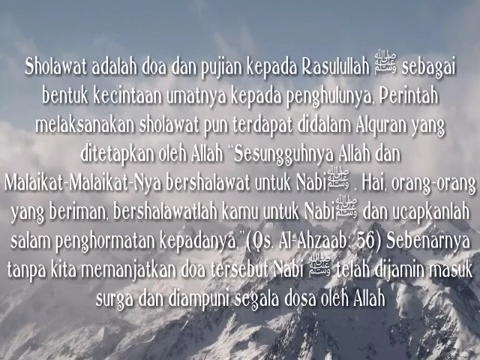 Sholawat adalah doa dan pujian kepada Rasulullah ﷺ sebagai
bentuk kecintaan umatnya kepada penghulunya. Perintah
melaksanakan sholawat pun terdapat didalam Alquran yang
ditetapkan oleh Allah "Sesungguhnya Allah dan
Malaikat-Malaikat-Nya bershalawat untuk Nabi ﷺ . Hai, orang-orang
yang beriman, bershalawatlah kamu untuk Nabi ﷺ dan ucapkanlah
salam penghormatan kepadanya."(Qs. Al-Ahzaab: 56) Sebenarnya
tanpa kita memanjatkan doa tersebut Nabi ﷺ telah dijamin masuk
surga dan diampuni segala dosa oleh Allah